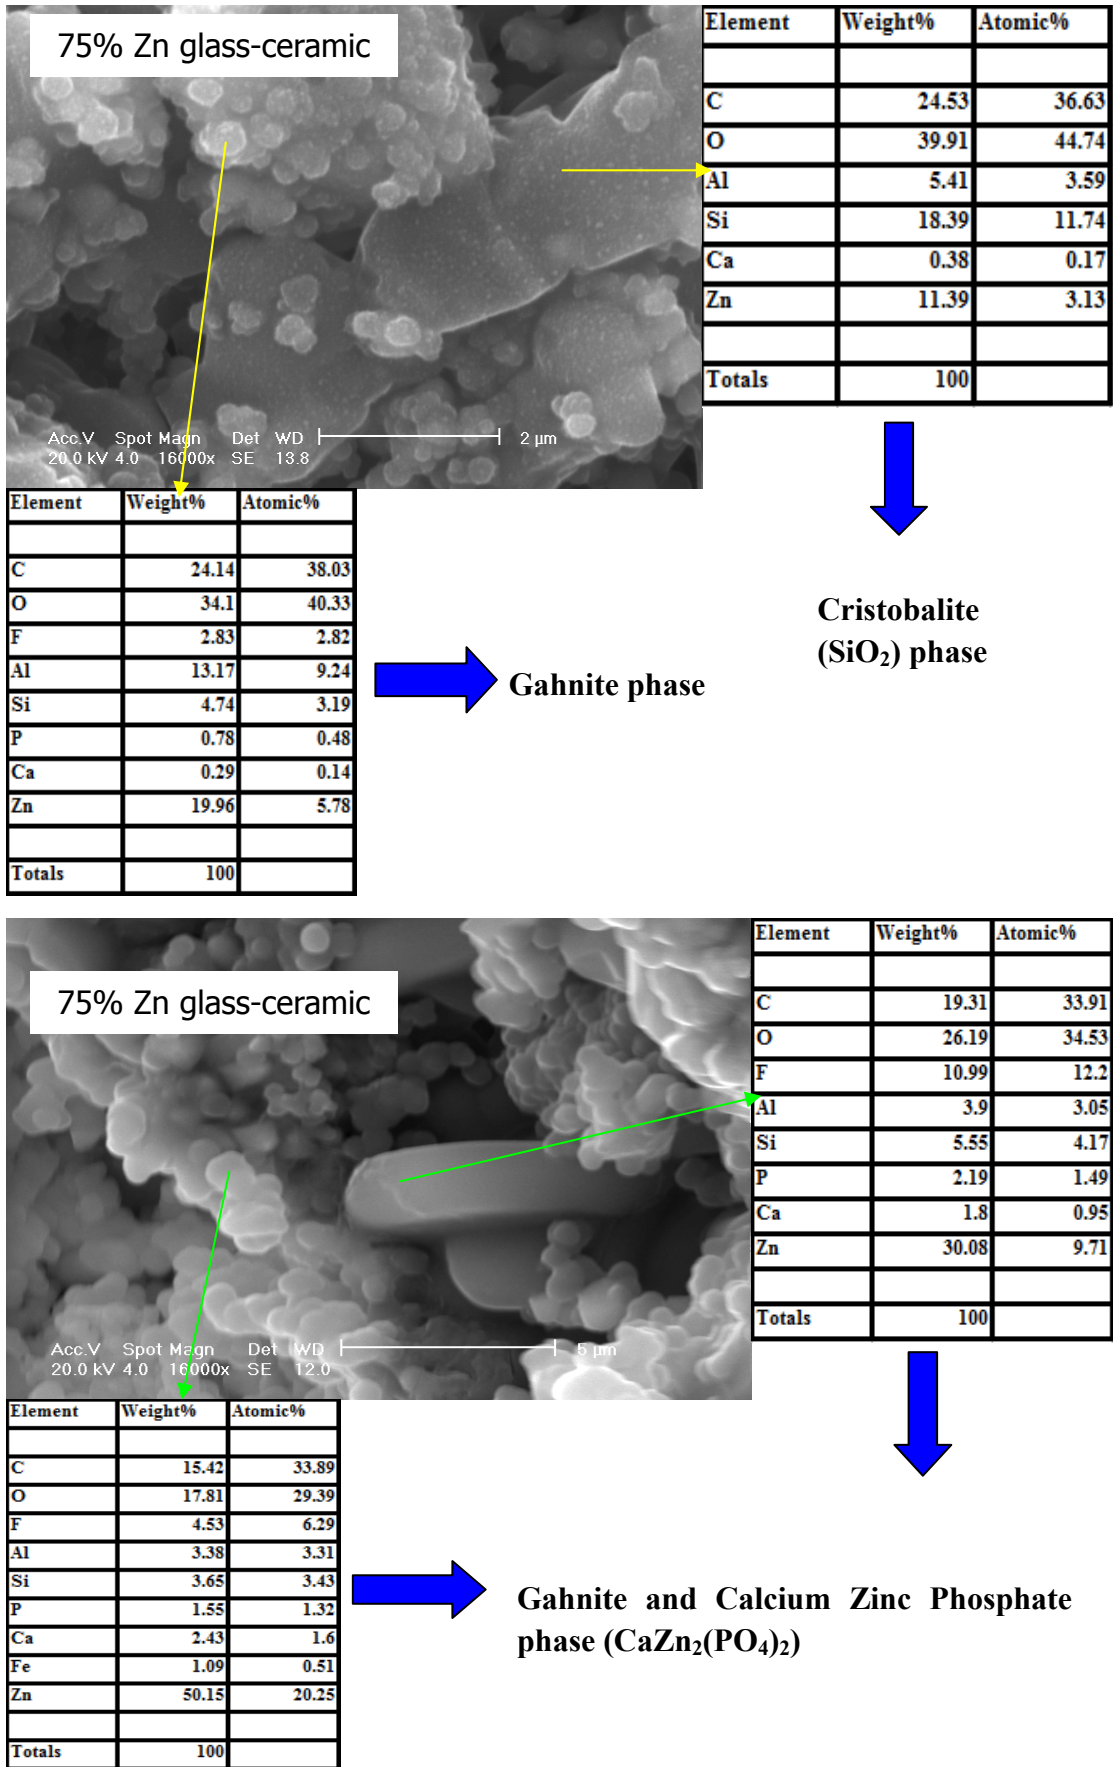 75% Zn glass-ceramic
Element Weight% Atomic%
C 24.53 36.63
O 39.91 44.74
Al 5.41 3.59
Si 18.39 11.74
Ca 0.38 0.17
Zn 11.39 3.13
Totals 100
Acc.V Spot Magn Det WD 2 µm
20.0 kV 4.0 16000x SE 13.8
Element Weight% Atomic%
C 24.14 38.03
O 34.1 40.33
F 2.83 2.82
Al 13.17 9.24
Si 4.74 3.19
P 0.78 0.48
Ca 0.29 0.14
Zn 19.96 5.78
Totals 100
Gahnite phase
Cristobalite
(SiO₂) phase
75% Zn glass-ceramic
Element Weight% Atomic%
C 19.31 33.91
O 26.19 34.53
F 10.99 12.2
Al 3.9 3.05
Si 5.55 4.17
P 2.19 1.49
Ca 1.8 0.95
Zn 30.08 9.71
Totals 100
Acc.V Spot Magn Det WD 5 µm
20.0 kV 4.0 16000x SE 12.0
Element Weight% Atomic%
C 15.42 33.89
O 17.81 29.39
F 4.53 6.29
Al 3.38 3.31
Si 3.65 3.43
P 1.55 1.32
Ca 2.43 1.6
Fe 1.09 0.51
Zn 50.15 20.25
Totals 100
Gahnite and Calcium Zinc Phosphate
phase (CaZn₂(PO₄)₂)